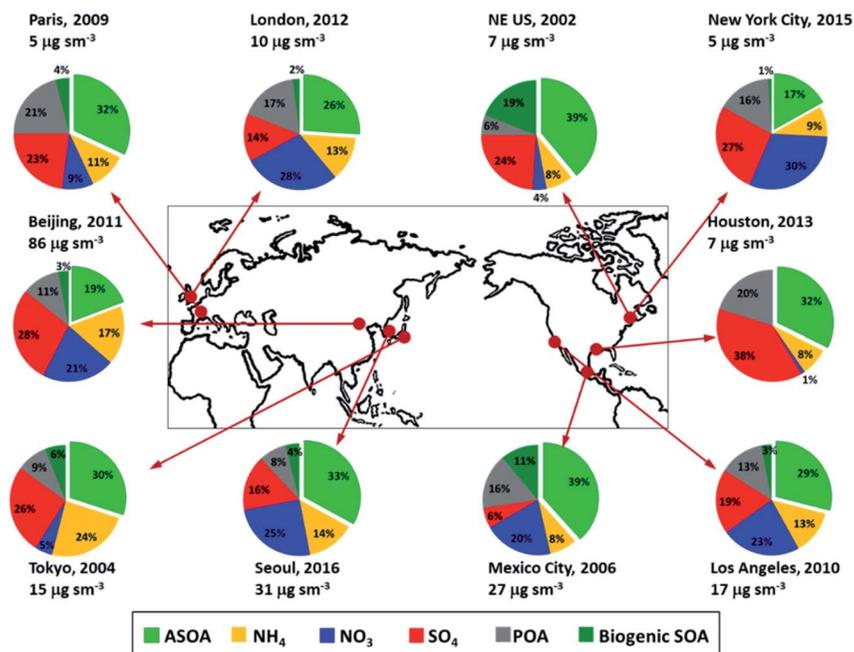 Paris, 2009
5 µg sm-3
4%
32%
11%
9%
23%
21%
London, 2012
10 µg sm-3
2%
26%
13%
28%
14%
17%
NE US, 2002
7 µg sm-3
39%
8%
4%
24%
6%
19%
New York City, 2015
5 µg sm-3
1%
17%
9%
30%
27%
16%
Beijing, 2011
86 µg sm-3
3%
19%
17%
21%
28%
11%
Houston, 2013
7 µg sm-3
32%
8%
1%
38%
20%
6%
30%
24%
5%
26%
9%
Tokyo, 2004
15 µg sm-3
4%
33%
14%
25%
16%
8%
Seoul, 2016
31 µg sm-3
11%
39%
8%
20%
6%
16%
Mexico City, 2006
27 µg sm-3
3%
29%
13%
23%
19%
13%
Los Angeles, 2010
17 µg sm-3
ASOA NH4 NO3 SO4 POA Biogenic SOA